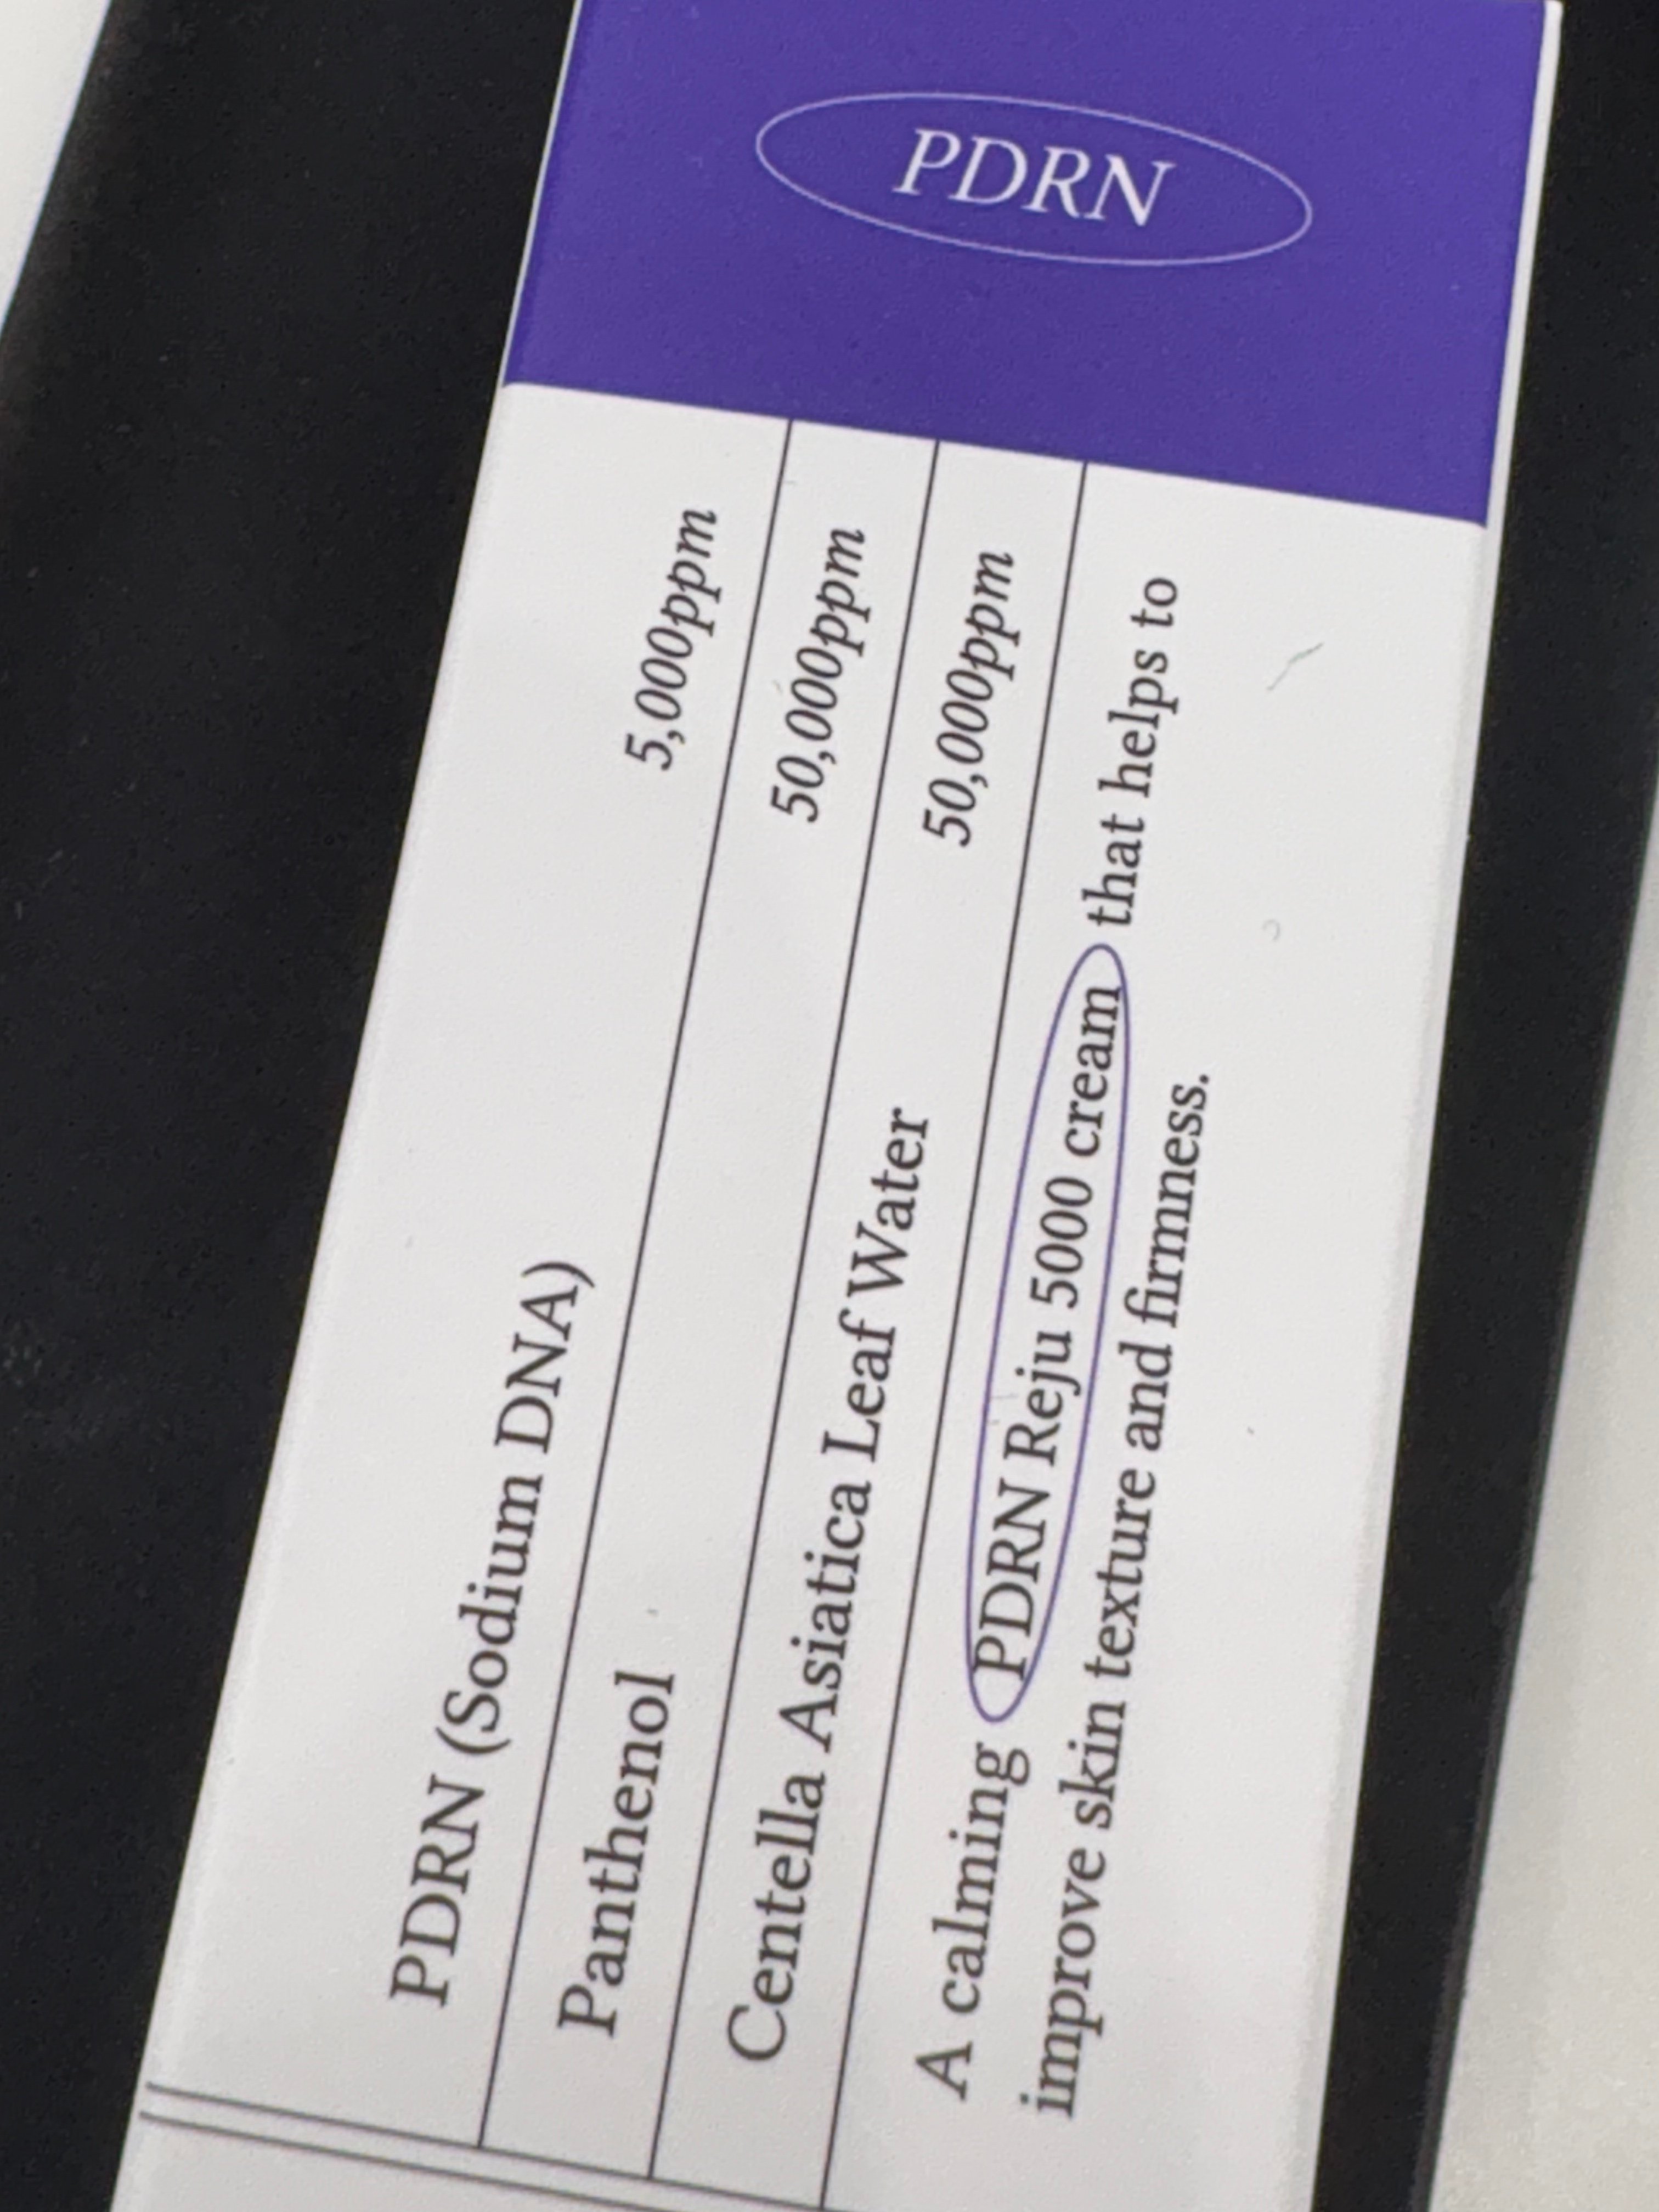 PDRN (Sodium DNA) 5,000ppm
Panthenol 50,000ppm
Centella Asiatica Leaf Water 50,000ppm
A calming PDRN Reju 5000 cream that helps to
improve skin texture and firmness.
PDRN